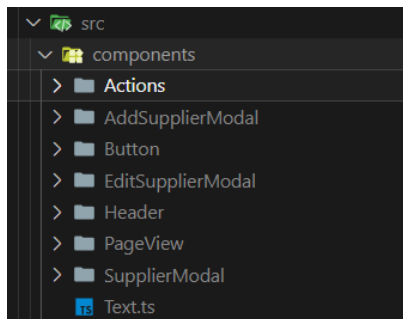 src
components
Actions
AddSupplierModal
Button
EditSupplierModal
Header
PageView
SupplierModal
TS Text.ts